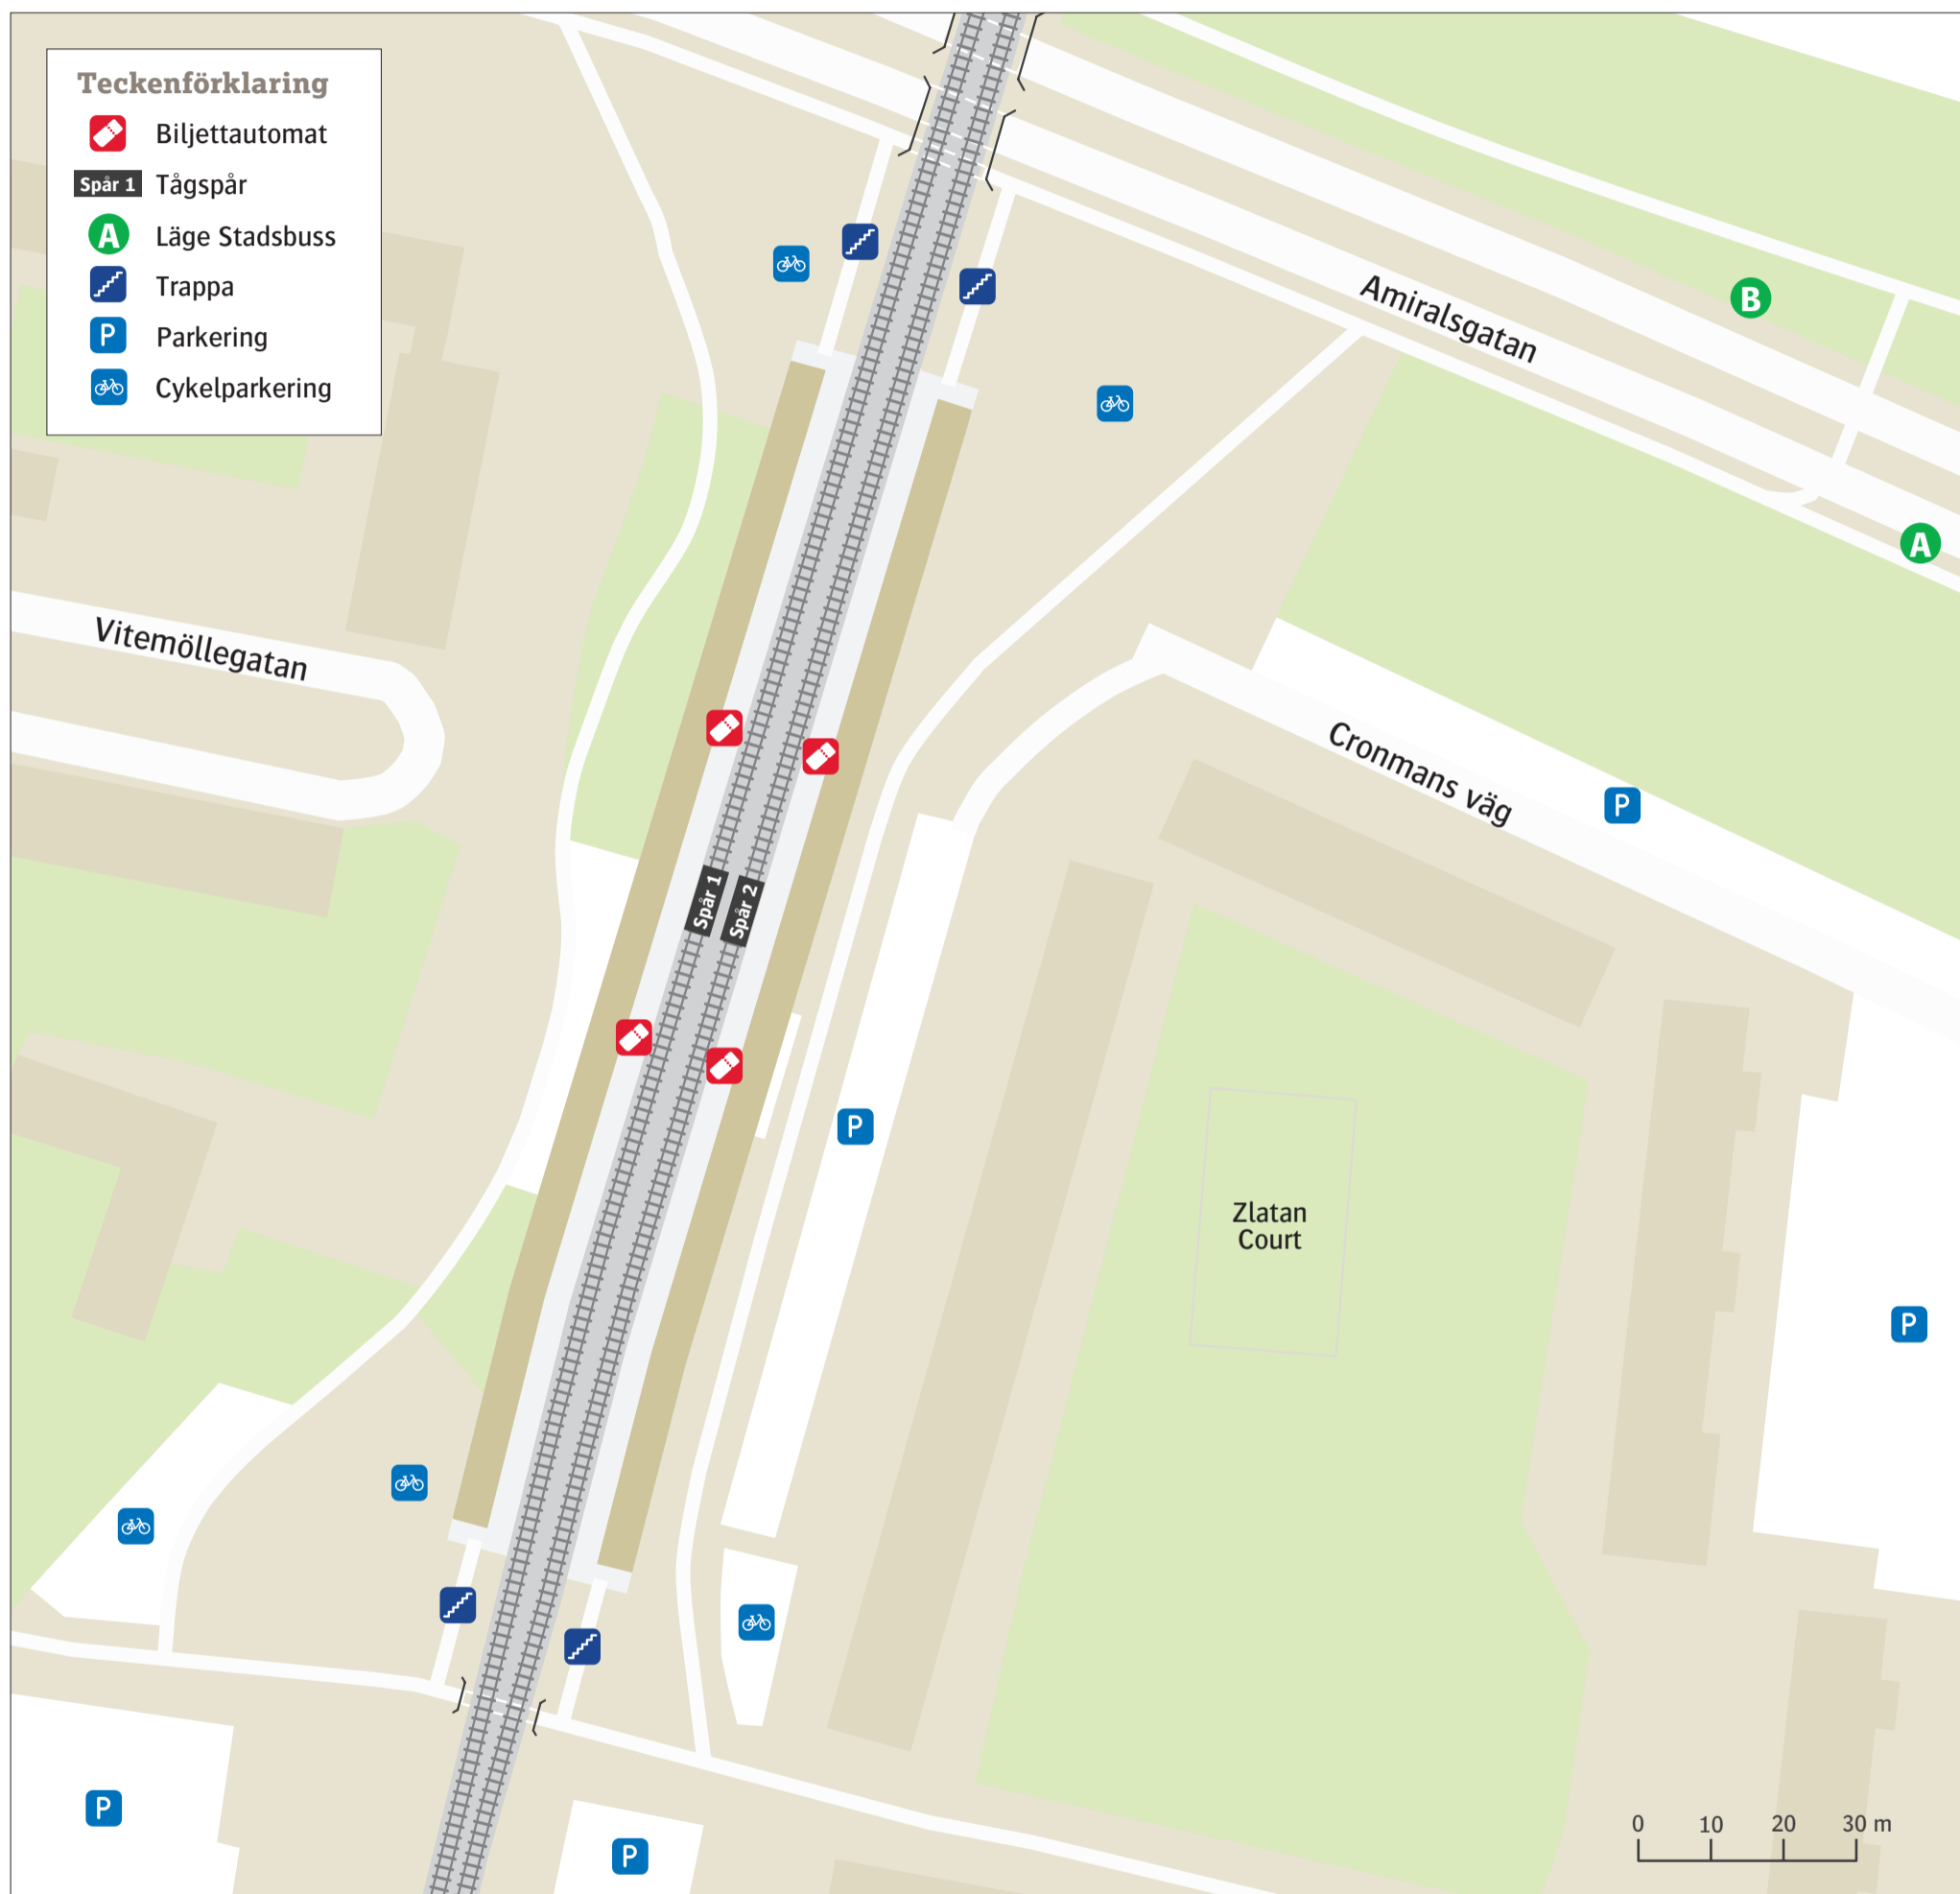 Teckenförklaring
Biljettautomat
Spår 1 Tågspår
A Läge Stadsbuss
Trappa
P Parkering
Cykelparkering
Amiralsgatan
B
A
Vitemöllegatan
Cronmans väg
P
Spår 1
Spår 2
P
Zlatan
Court
P
P
P
0 10 20 30 m